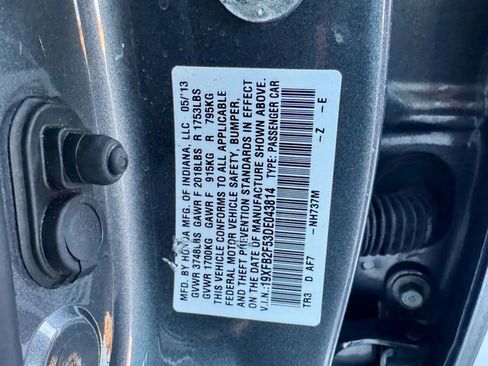 MFD. BY HONDA MFG. OF INDIANA, LLC 05/'13
GVWR 3748LBS GAWR F 2018LBS R 1753LBS
GVWR 1700KG GAWR F 915KG R 795KG
THIS VEHICLE CONFORMS TO ALL APPLICABLE
FEDERAL MOTOR VEHICLE SAFETY, BUMPER,
AND THEFT PREVENTION STANDARDS IN EFFECT
ON THE DATE OF MANUFACTURE SHOWN ABOVE.
V.I.N.:19XFB2F53DE043814 TYPE:PASSENGER CAR
TR3 D AF7 -NH737M -Z -E